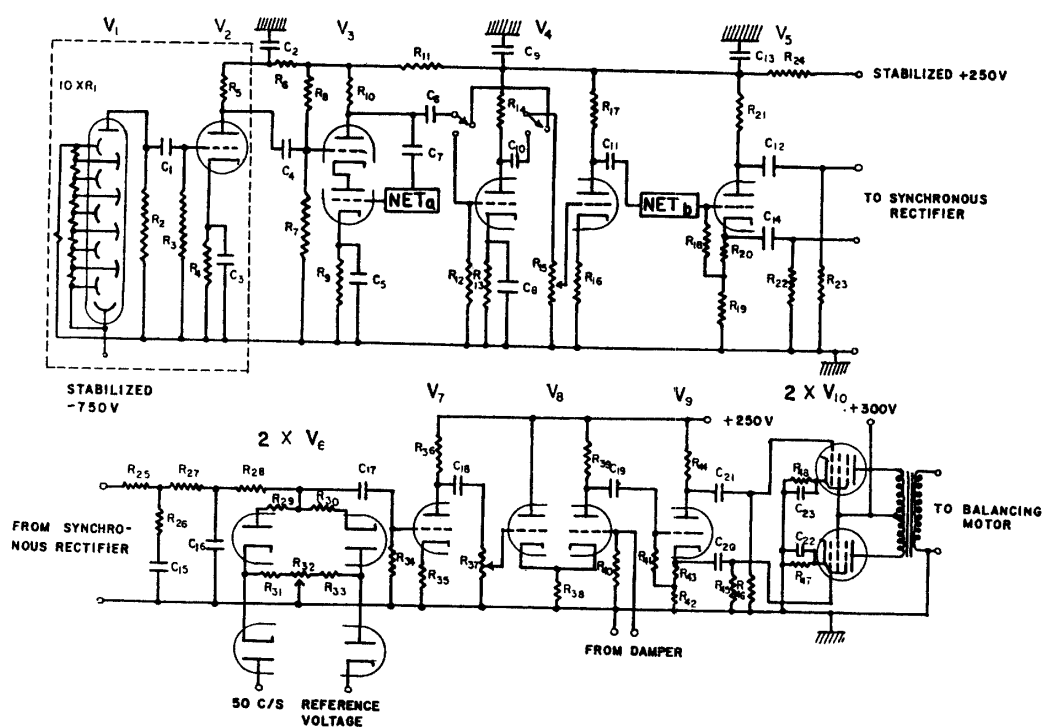 V1
V2
V3
V4
V5
C2
C9
C13
R24
R11
R6
R5
R8
R10
C6
R14
R17
R21
STABILIZED +250V
10 XR1
C1
C4
C7
C10
C11
C12
NETa
NETb
C14
TO SYNCHRONOUS
RECTIFIER
R2
R3
R4
C3
R7
R9
C5
R12
R13
C8
R15
R16
R18
R20
R19
R22
R23
STABILIZED
-750V
2 X V6
V7
V8
V9
2 X V10
+300V
+250V
R25
R27
R28
C17
R36
C18
R39
C19
R44
C21
R48
C23
R26
R29
R30
FROM SYNCHRO-
NOUS RECTIFIER
C16
C15
R31
R32
R33
R34
R35
R37
R38
R40
R41
C20
R43
R42
R45
R46
C22
R47
TO BALANCING
MOTOR
FROM DAMPER
50 C/S REFERENCE
VOLTAGE